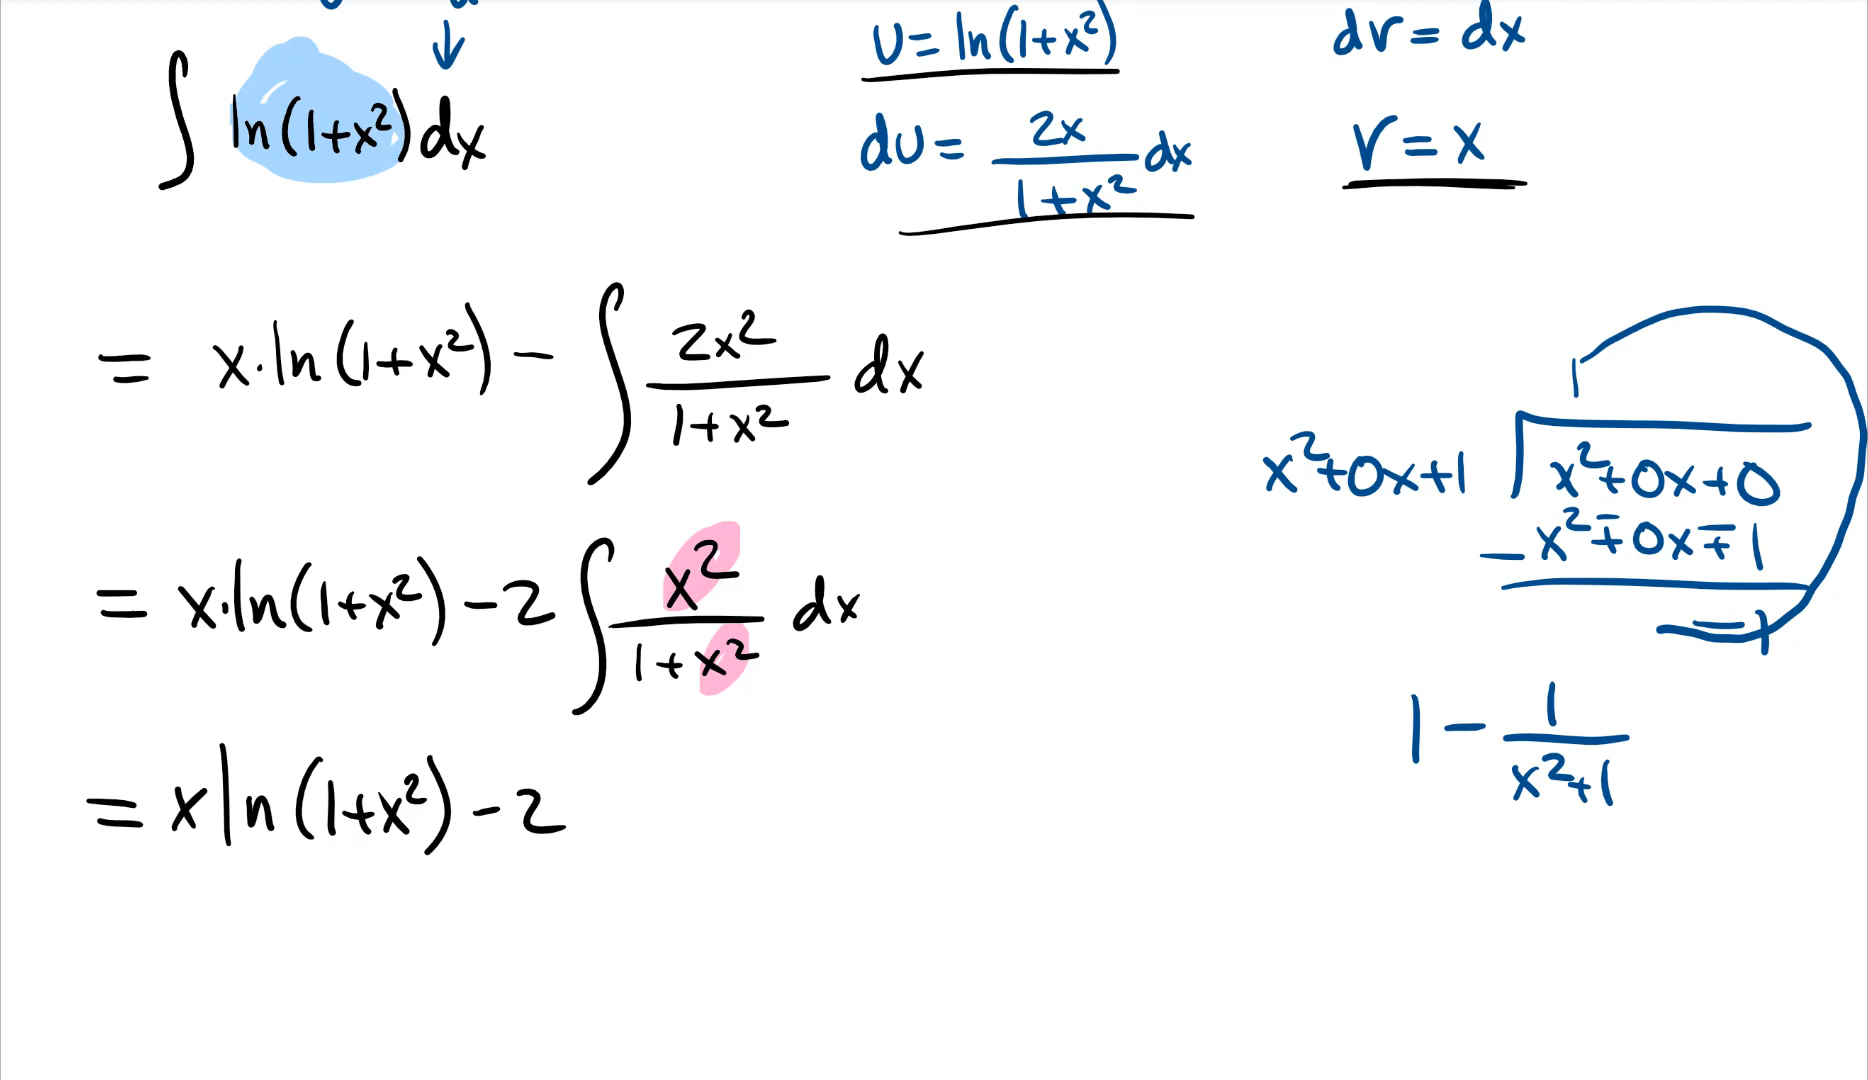 ∫ ln(1+x²) dx
u = ln(1+x²)
dv = dx
du = 2x/(1+x²) dx
v = x
= x·ln(1+x²) − ∫ 2x²/(1+x²) dx
1
x²+0x+1 ⟌ x²+0x+0
− x² ∓ 0x ∓ 1
−1
= x·ln(1+x²) − 2 ∫ x²/(1+x²) dx
1 − 1/(x²+1)
= x ln(1+x²) − 2